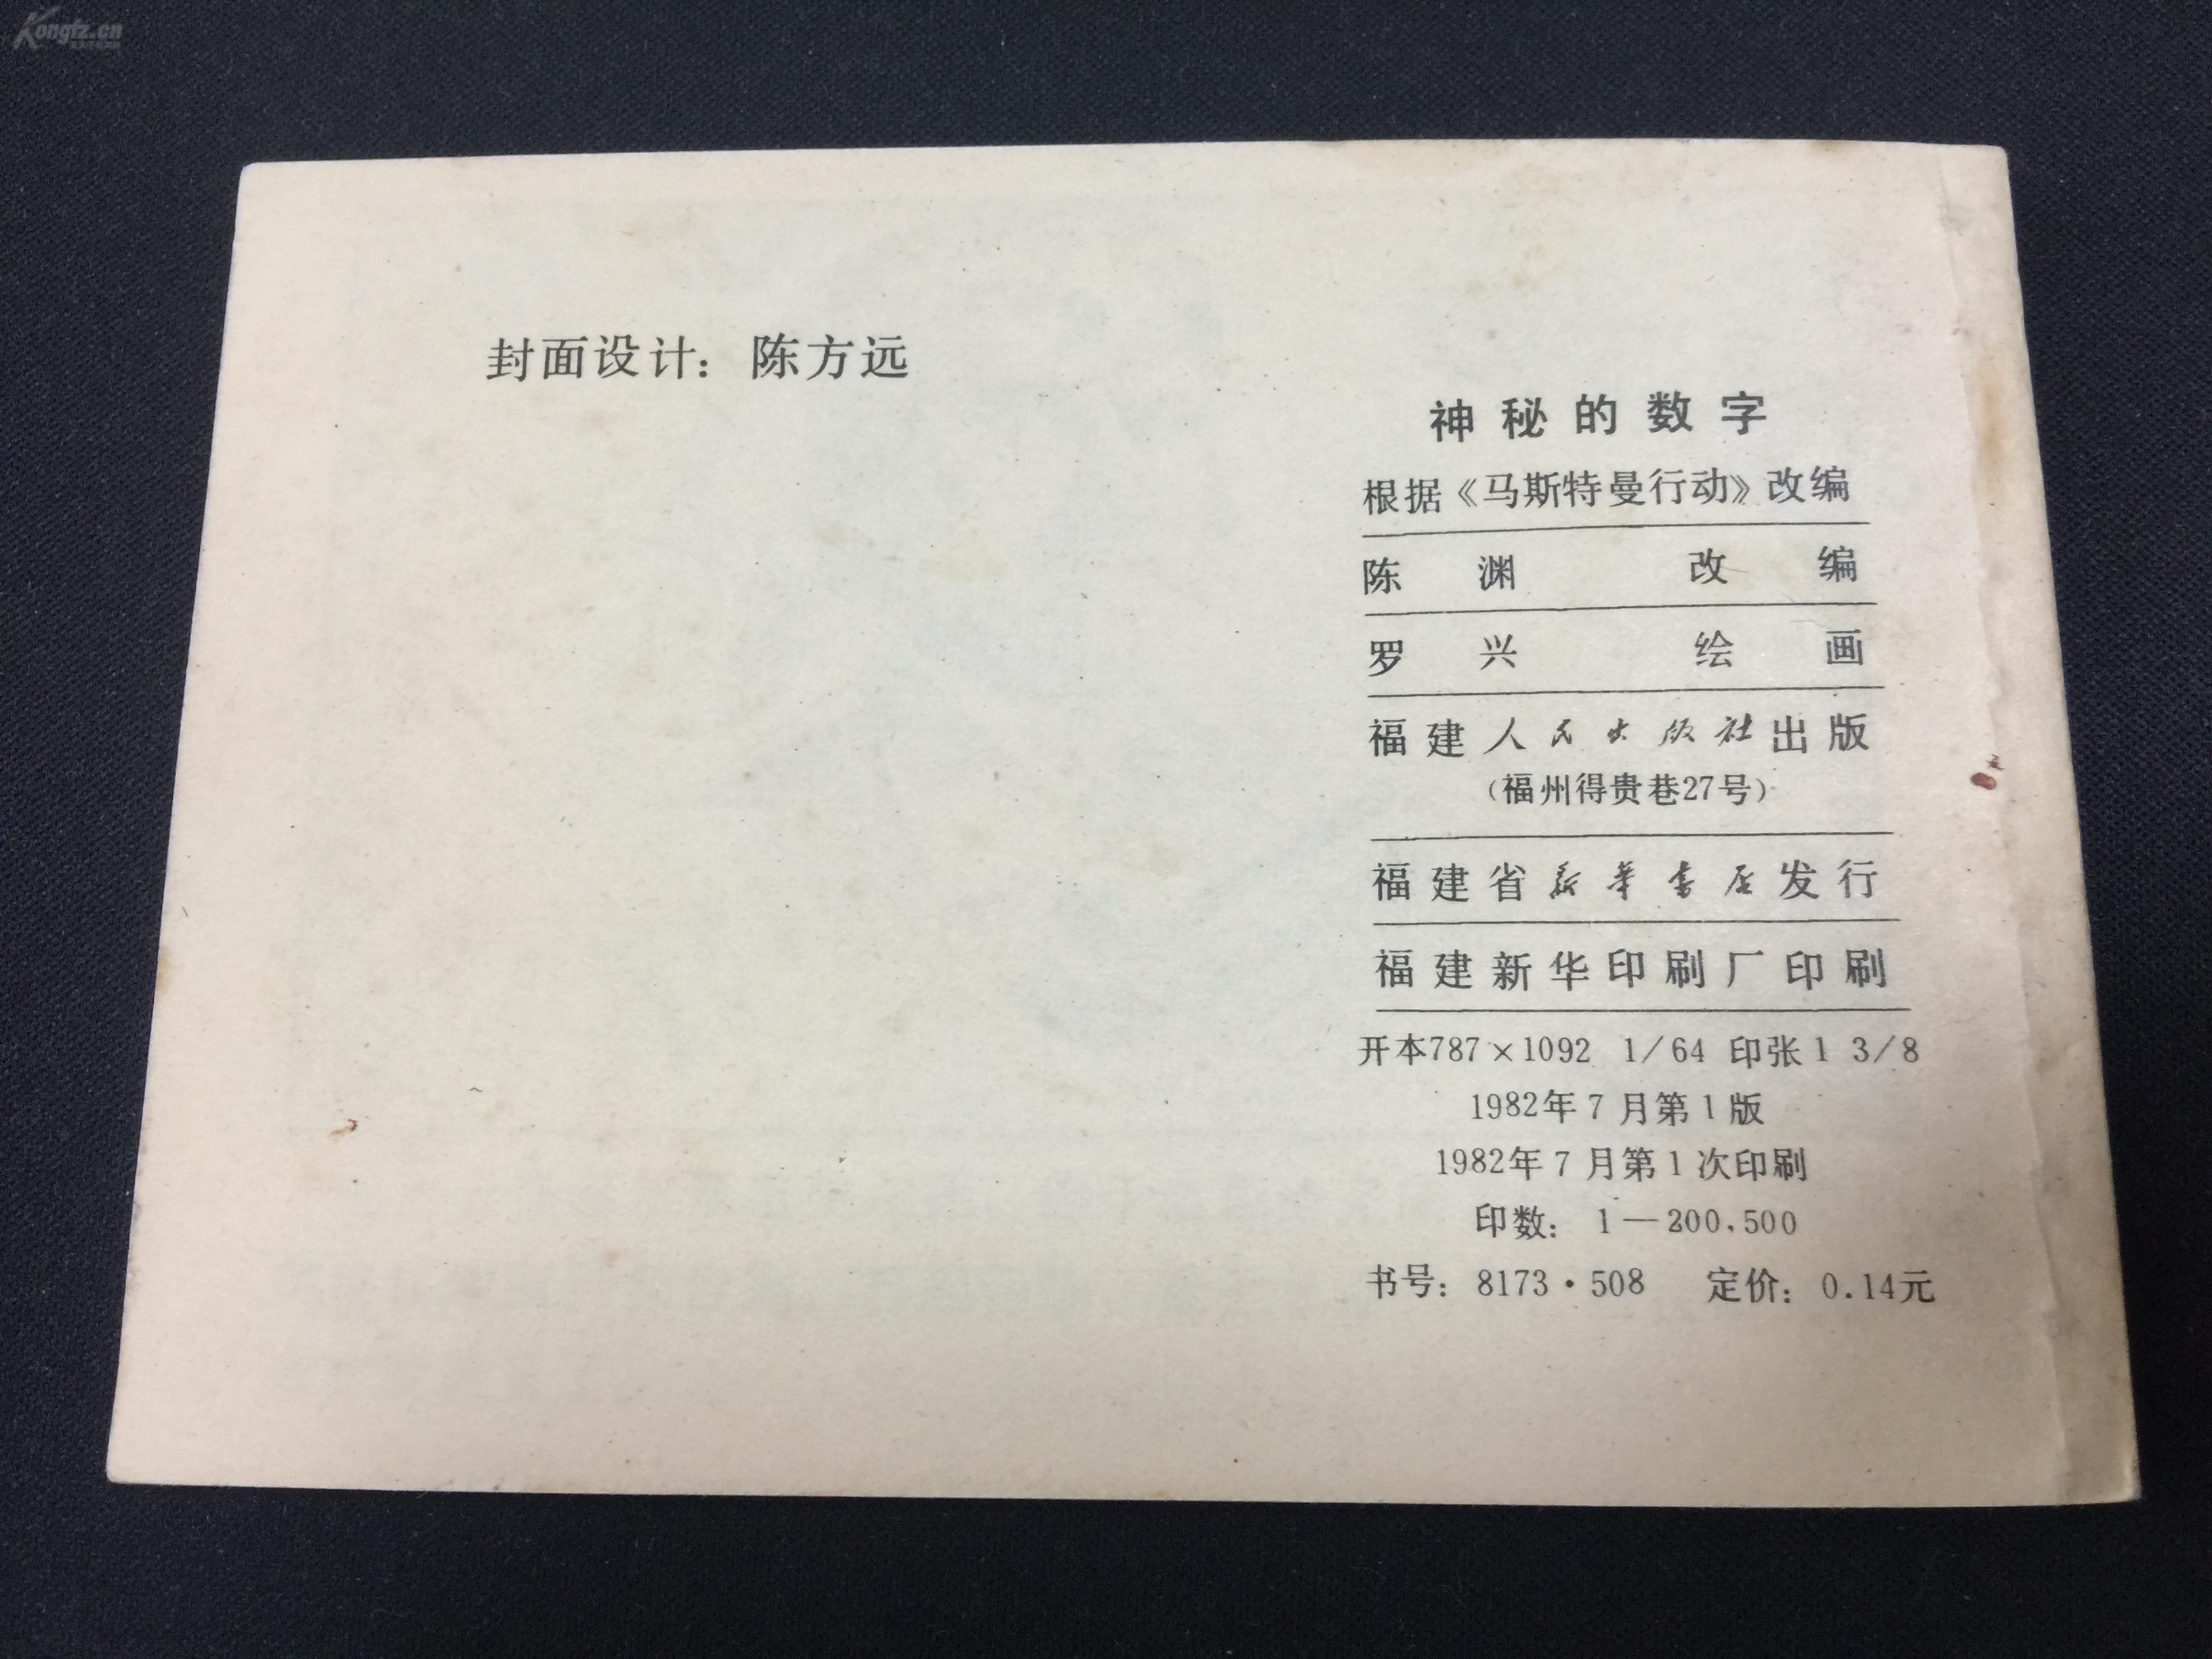 Kongfz.cn
封面设计：陈方远
神秘的数字
根据《马斯特曼行动》改编
陈渊 改编
罗兴 绘画
福建人民出版社出版
（福州得贵巷27号）
福建省新华书店发行
福建新华印刷厂印刷
开本787×1092 1/64 印张1 3/8
1982年7月第1版
1982年7月第1次印刷
印数：1—200,500
书号：8173·508 定价：0.14元